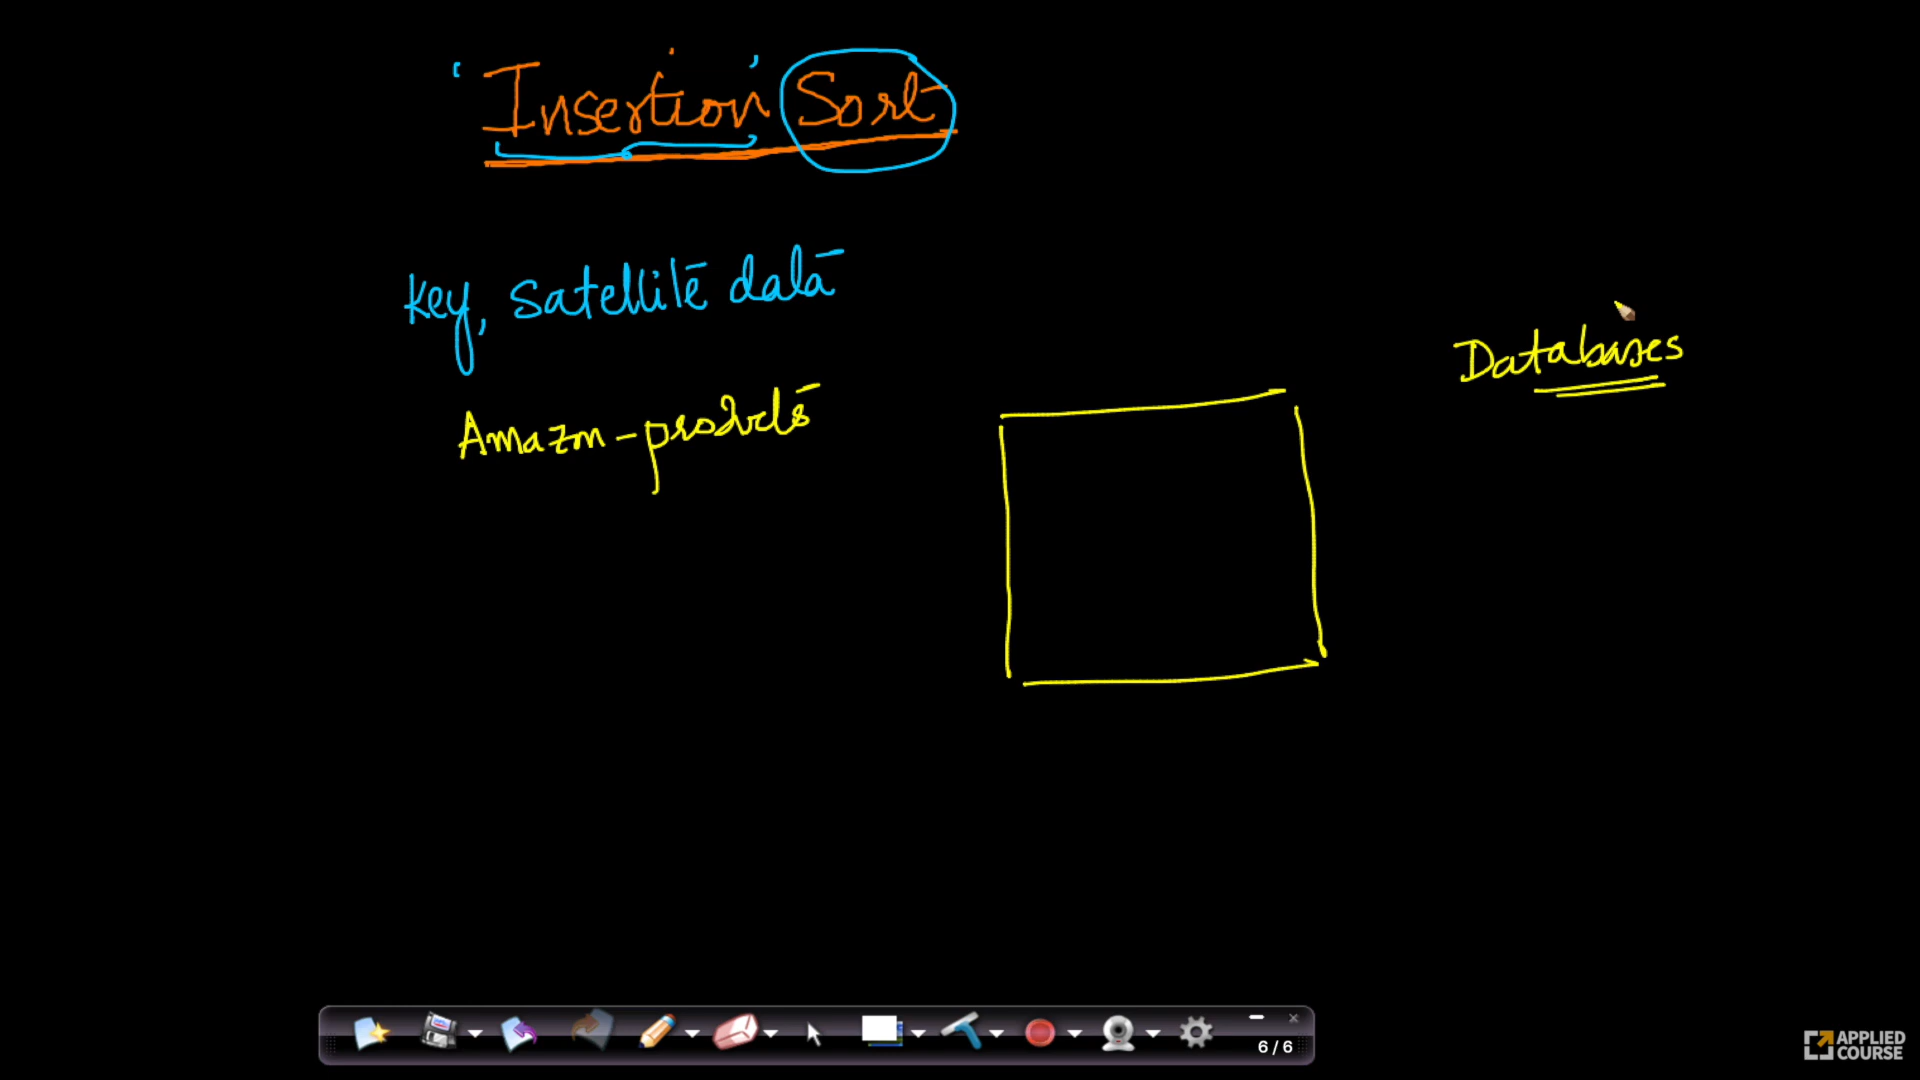 'Insertion' Sort
Key, Satellite data
Databases
Amazon-products
6/6
APPLIED
COURSE